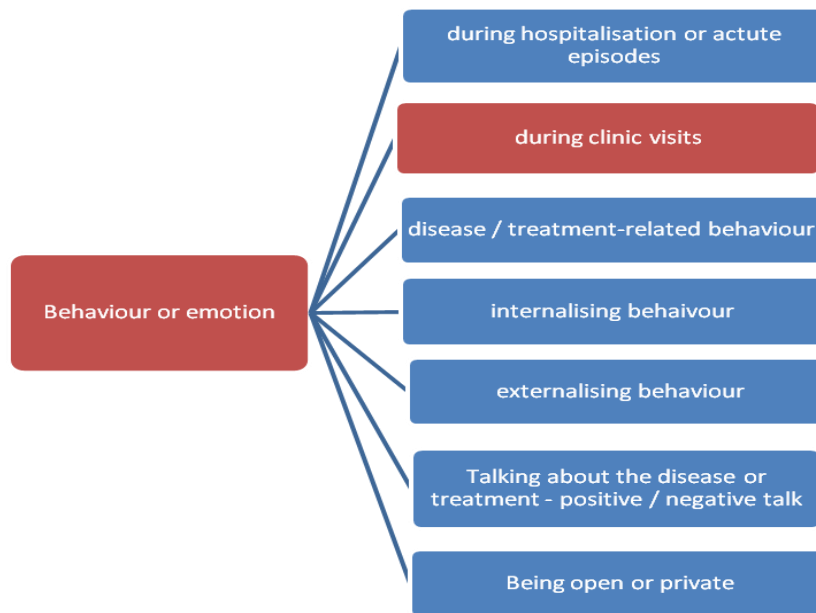 during hospitalisation or actute
episodes
during clinic visits
disease / treatment-related behaviour
Behaviour or emotion
internalising behaivour
externalising behaviour
Talking about the disease or
treatment - positive / negative talk
Being open or private